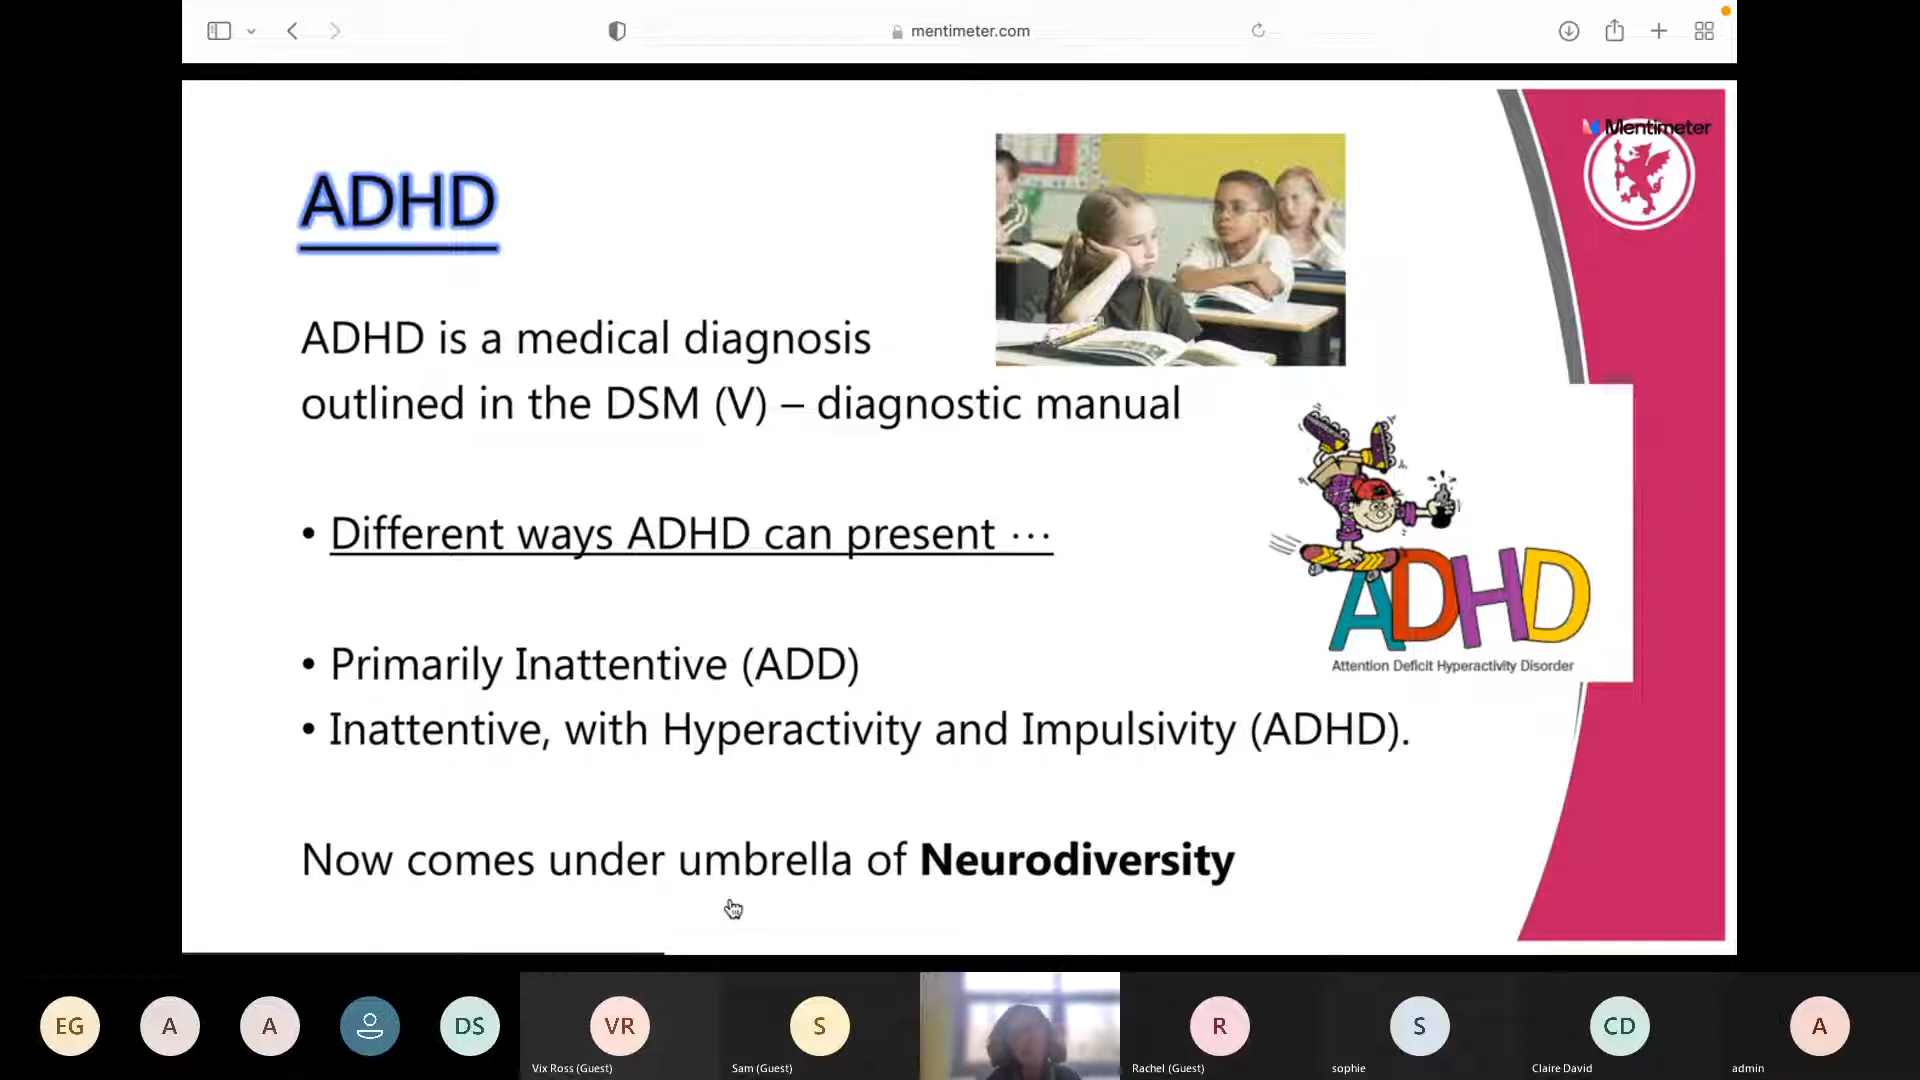 mentimeter.com
Mentimeter
ADHD
ADHD is a medical diagnosis
outlined in the DSM (V) – diagnostic manual
• Different ways ADHD can present ⋯
ADHD
Attention Deficit Hyperactivity Disorder
• Primarily Inattentive (ADD)
• Inattentive, with Hyperactivity and Impulsivity (ADHD).
Now comes under umbrella of Neurodiversity
EG
A
A
DS
VR
S
R
S
CD
A
Vix Ross (Guest)
Sam (Guest)
Rachel (Guest)
sophie
Claire David
admin